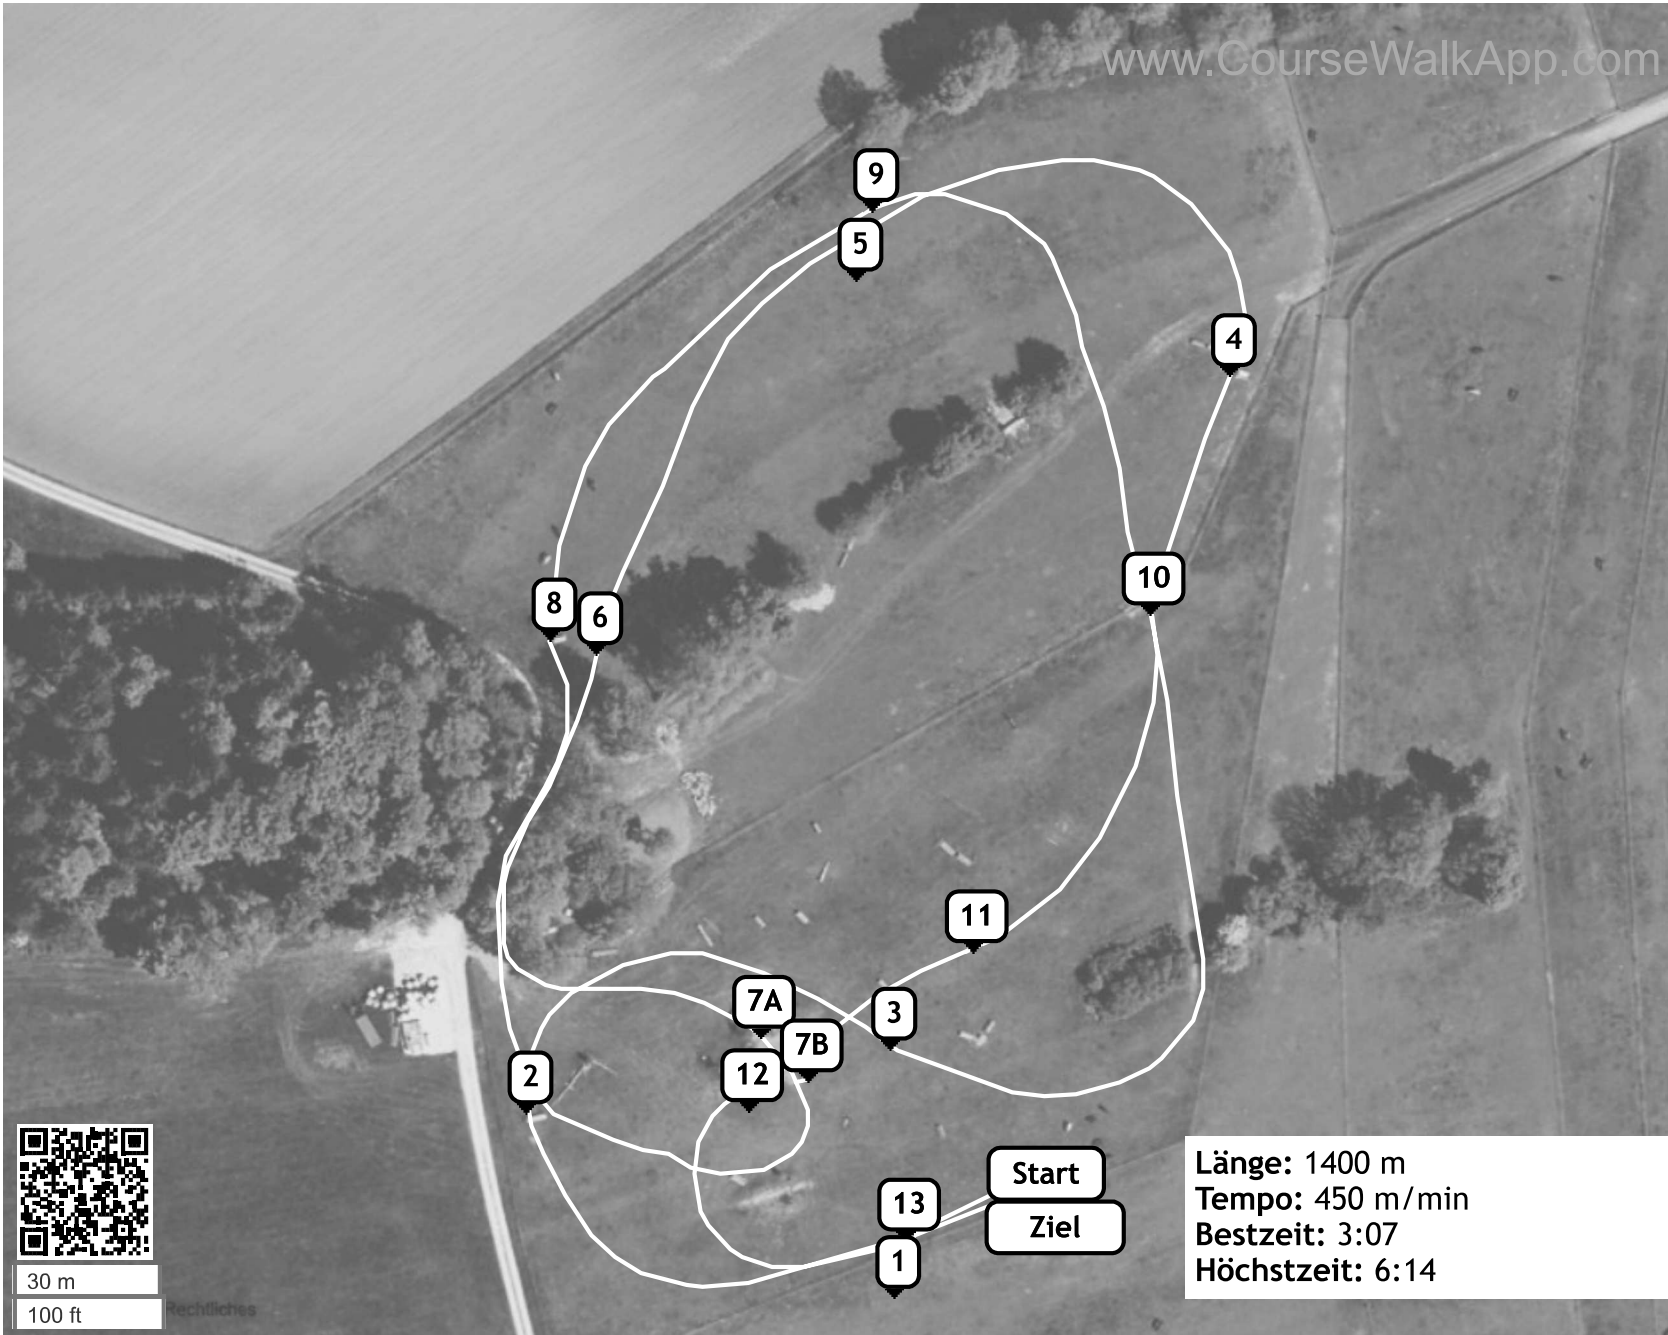 www.CourseWalkApp.com
9
5
4
10
8
6
11
7A
3
7B
12
2
Start
13
Ziel
1
Länge: 1400 m
Tempo: 450 m/min
Bestzeit: 3:07
Höchstzeit: 6:14
30 m
100 ft
Rechtliches